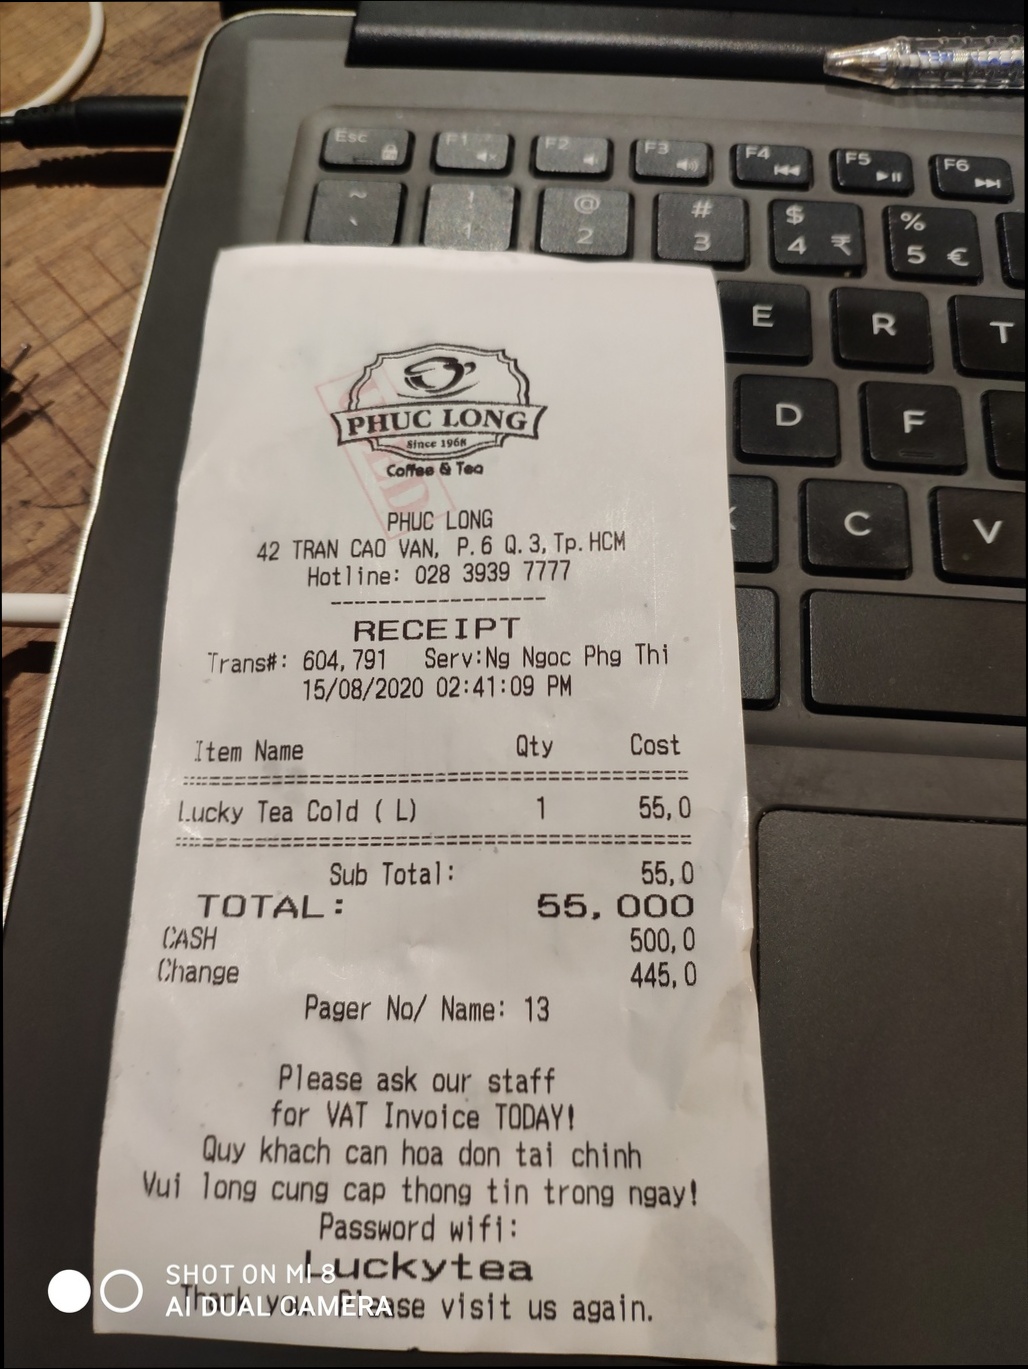 Esc F1 F2 F3 F4 F5 F6
~ ! @ # $ %
` 1 2 3 4 ₹ 5 €
E R T
D F
C V
PHUC LONG
Since 1968
Coffee & Tea
PHUC LONG
42 TRAN CAO VAN, P.6 Q.3,Tp.HCM
Hotline: 028 3939 7777
------------------
RECEIPT
Trans#: 604,791 Serv:Ng Ngoc Phg Thi
15/08/2020 02:41:09 PM
Item Name Qty Cost
Lucky Tea Cold ( L) 1 55,0
Sub Total: 55,0
TOTAL: 55,000
CASH 500,0
Change 445,0
Pager No/ Name: 13
Please ask our staff
for VAT Invoice TODAY!
Quy khach can hoa don tai chinh
Vui long cung cap thong tin trong ngay!
Password wifi:
Luckytea
Thank you. Please visit us again.
SHOT ON MI 8
AI DUAL CAMERA